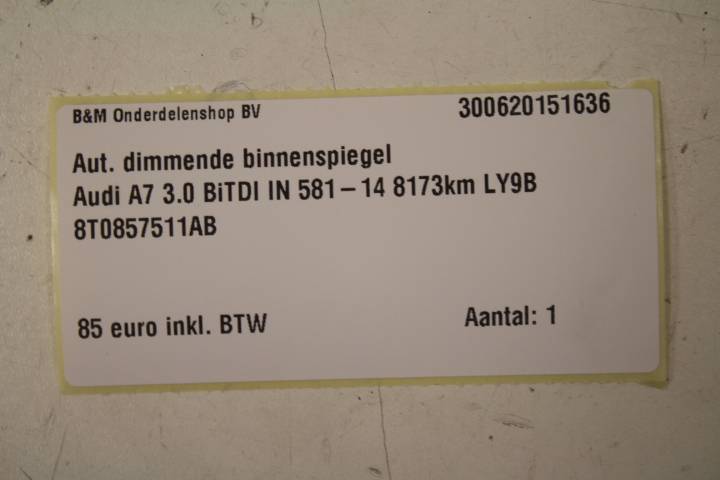 B&M Onderdelenshop BV 300620151636
Aut. dimmende binnenspiegel
Audi A7 3.0 BiTDI IN 581-14 8173km LY9B
8T0857511AB
85 euro inkl. BTW Aantal: 1